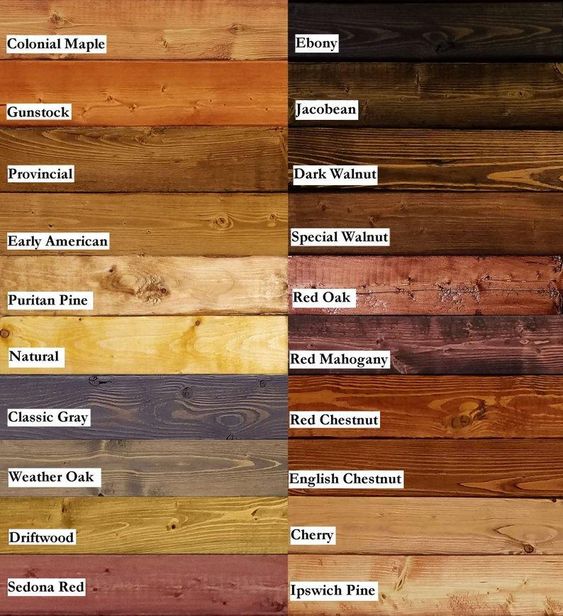 Colonial Maple
Gunstock
Provincial
Early American
Puritan Pine
Natural
Classic Gray
Weather Oak
Driftwood
Sedona Red
Ebony
Jacobean
Dark Walnut
Special Walnut
Red Oak
Red Mahogany
Red Chestnut
English Chestnut
Cherry
Ipswich Pine